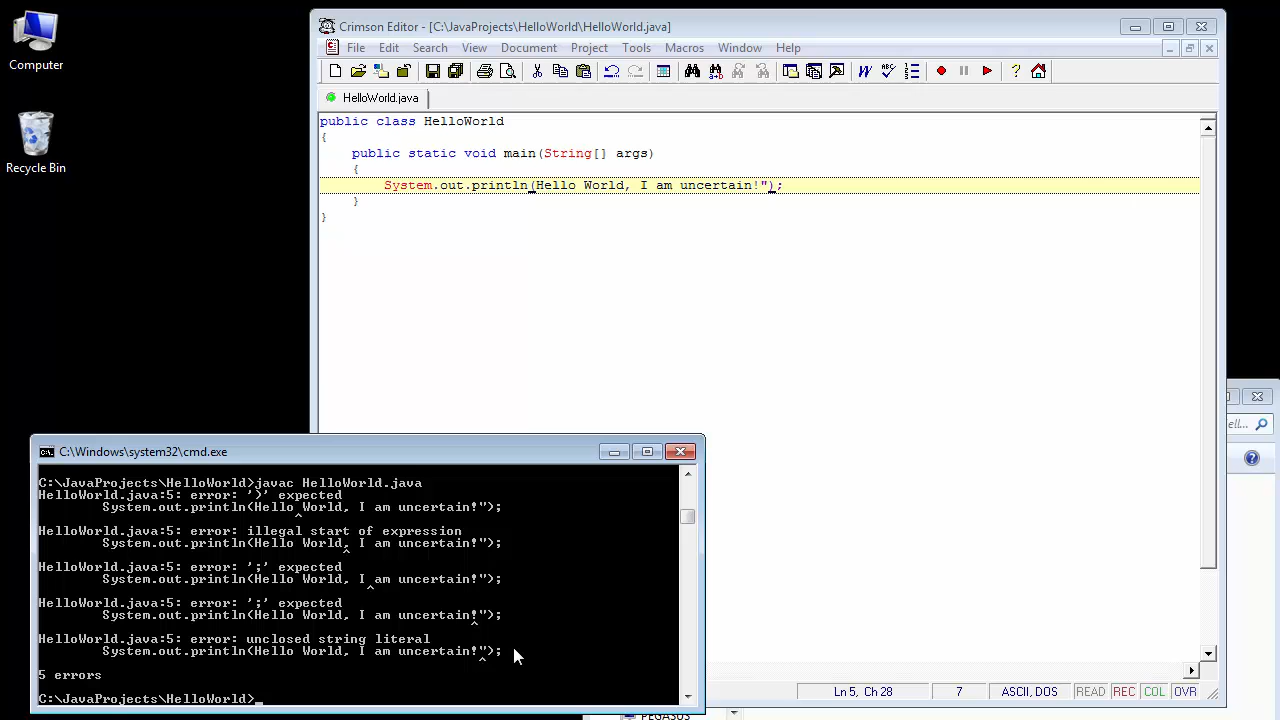 Computer
Recycle Bin
Crimson Editor - [C:\JavaProjects\HelloWorld\HelloWorld.java]
File Edit Search View Document Project Tools Macros Window Help
HelloWorld.java
public class HelloWorld
{
    public static void main(String[] args)
    {
        System.out.println(Hello World, I am uncertain!");
    }
}
ell...
C:\Windows\system32\cmd.exe
C:\JavaProjects\HelloWorld>javac HelloWorld.java
HelloWorld.java:5: error: ')' expected
        System.out.println(Hello World, I am uncertain!");
                                ^
HelloWorld.java:5: error: illegal start of expression
        System.out.println(Hello World, I am uncertain!");
                                      ^
HelloWorld.java:5: error: ';' expected
        System.out.println(Hello World, I am uncertain!");
                                         ^
HelloWorld.java:5: error: ';' expected
        System.out.println(Hello World, I am uncertain!");
                                                      ^
HelloWorld.java:5: error: unclosed string literal
        System.out.println(Hello World, I am uncertain!");
                                                       ^
5 errors
C:\JavaProjects\HelloWorld>_
Ln 5, Ch 28 7 ASCII, DOS READ REC COL OVR
PEGASUS